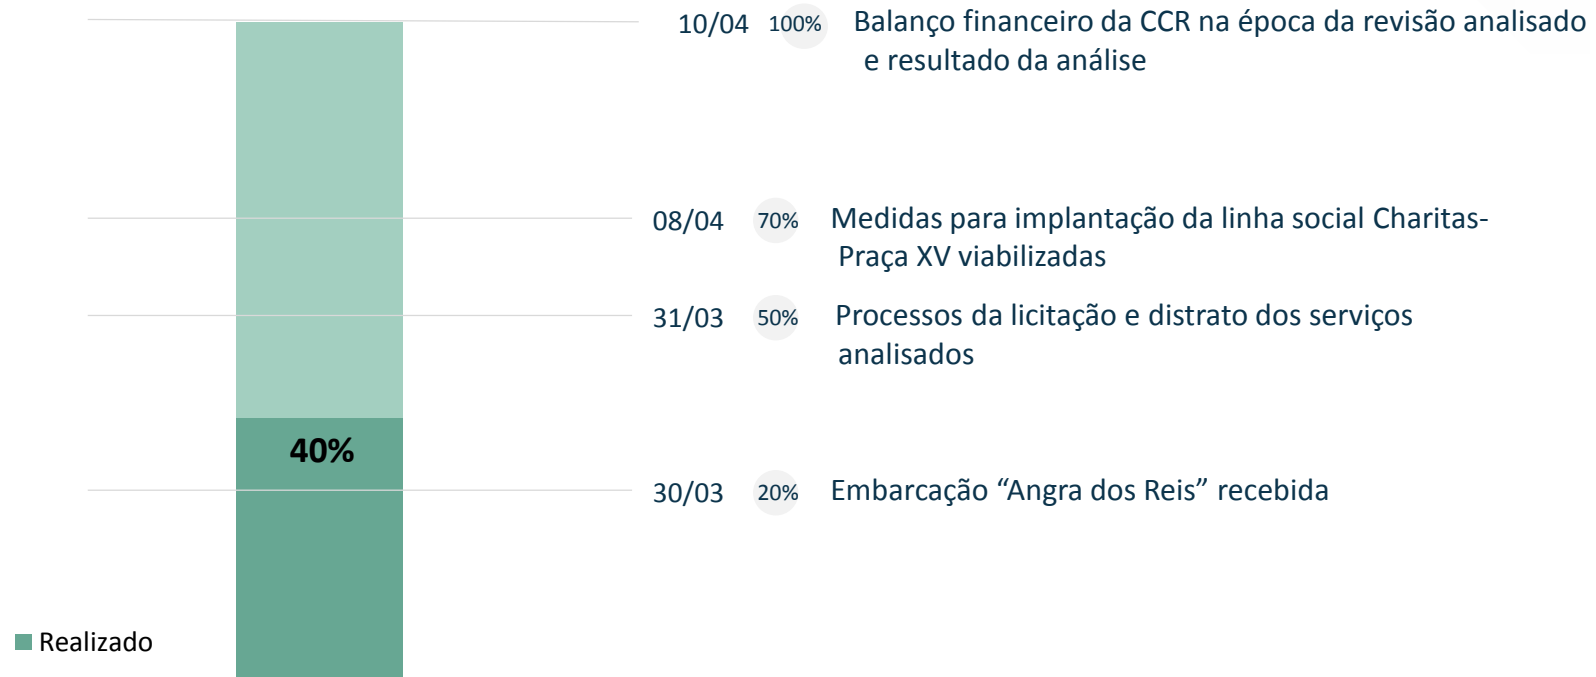 10/04 100% Balanço financeiro da CCR na época da revisão analisado
e resultado da análise
08/04 70% Medidas para implantação da linha social Charitas-
Praça XV viabilizadas
31/03 50% Processos da licitação e distrato dos serviços
analisados
40%
30/03 20% Embarcação “Angra dos Reis” recebida
Realizado